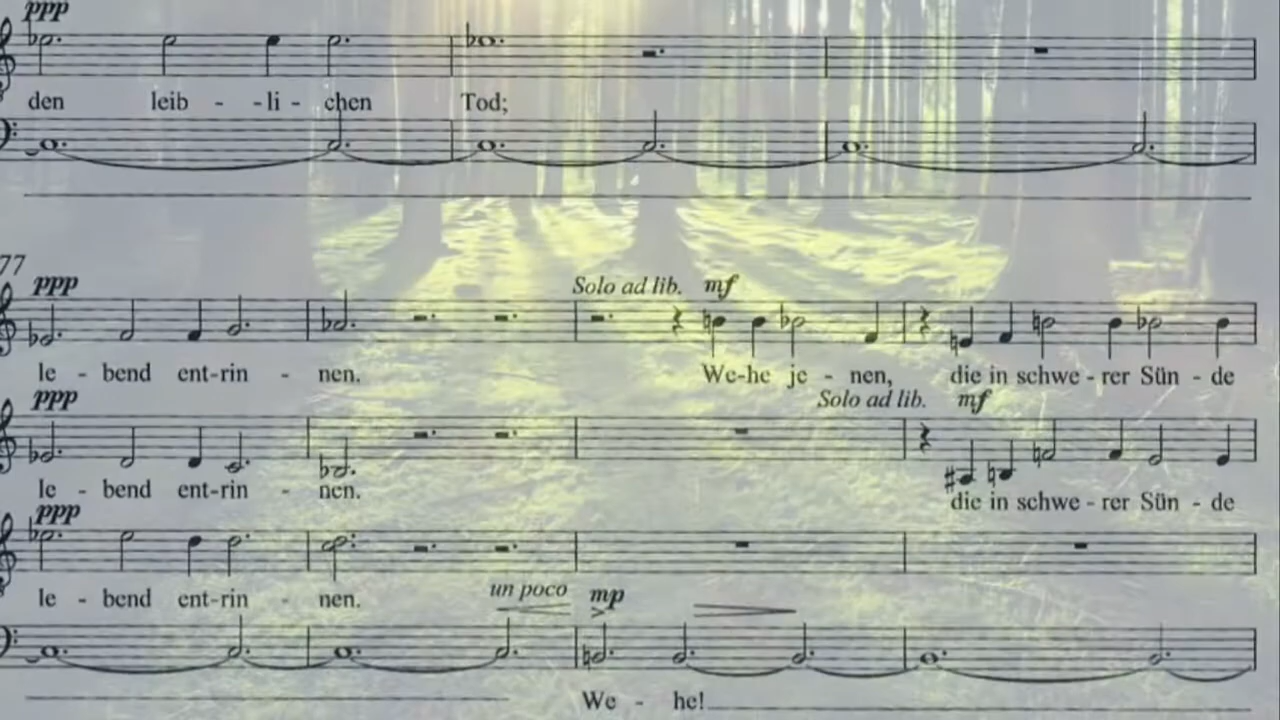 ppp
den leib - -li - chen Tod;
77
ppp Solo ad lib. mf
le - bend ent-rin - nen. We-he je - nen, die in schwe - rer Sün - de
ppp Solo ad lib. mf
le - bend ent-rin - nen. die in schwe - rer Sün - de
ppp
le - bend ent-rin - nen.
un poco mp
We - he!